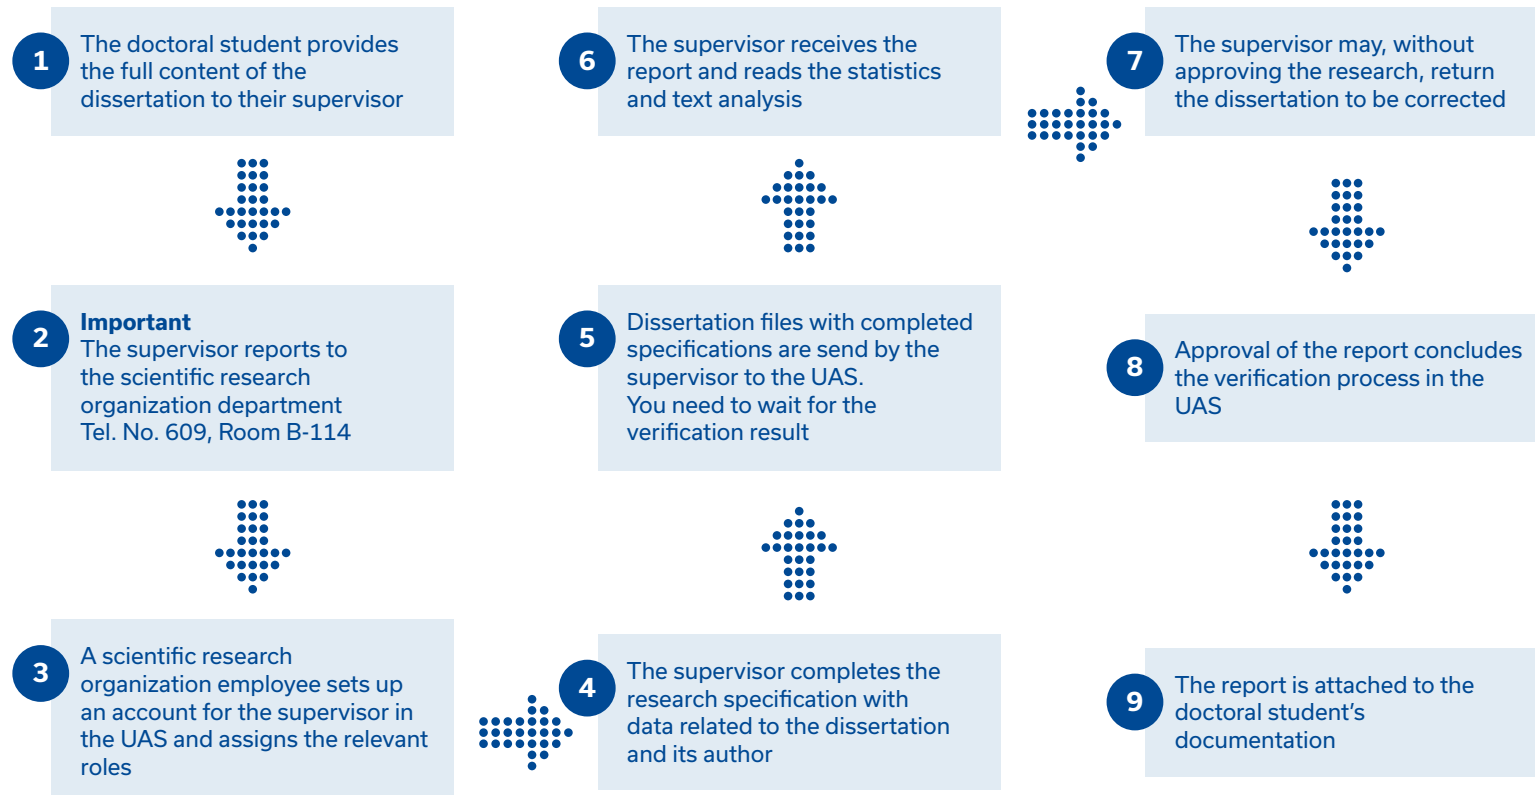 1
The doctoral student provides
the full content of the
dissertation to their supervisor
2
Important
The supervisor reports to
the scientific research
organization department
Tel. No. 609, Room B-114
3
A scientific research
organization employee sets up
an account for the supervisor in
the UAS and assigns the relevant
roles
4
The supervisor completes the
research specification with
data related to the dissertation
and its author
5
Dissertation files with completed
specifications are send by the
supervisor to the UAS.
You need to wait for the
verification result
6
The supervisor receives the
report and reads the statistics
and text analysis
7
The supervisor may, without
approving the research, return
the dissertation to be corrected
8
Approval of the report concludes
the verification process in the
UAS
9
The report is attached to the
doctoral student’s
documentation